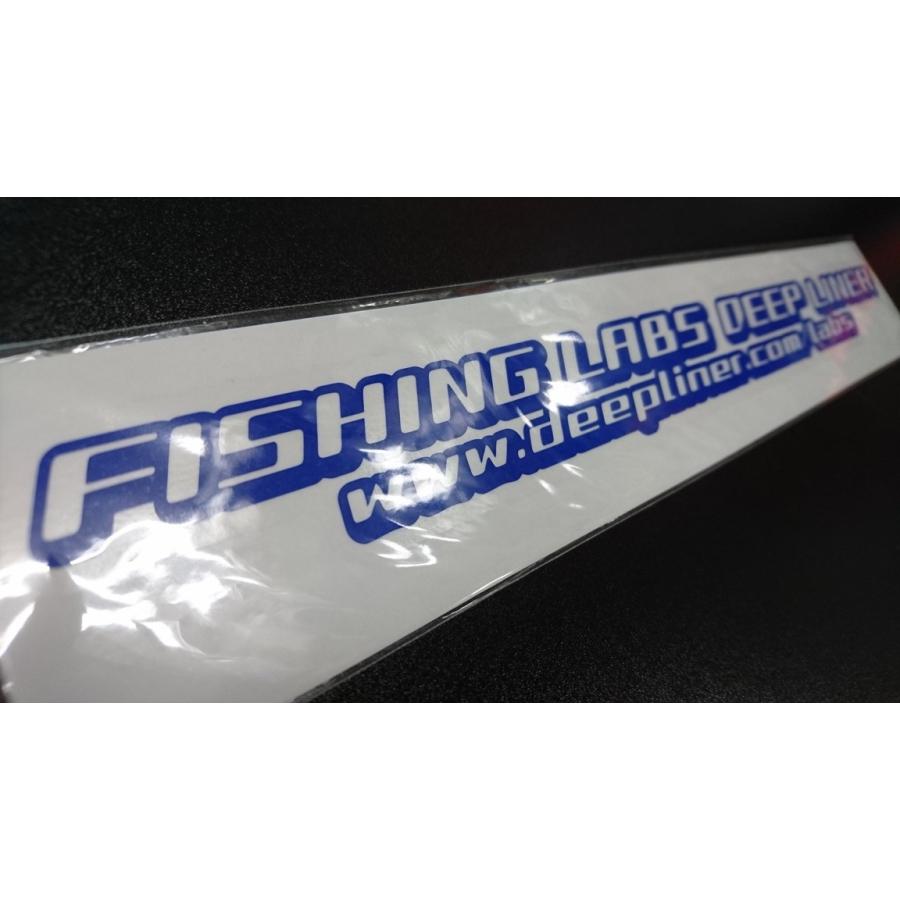 FISHING LABS DEEP LINER
www.deepliner.com/labs